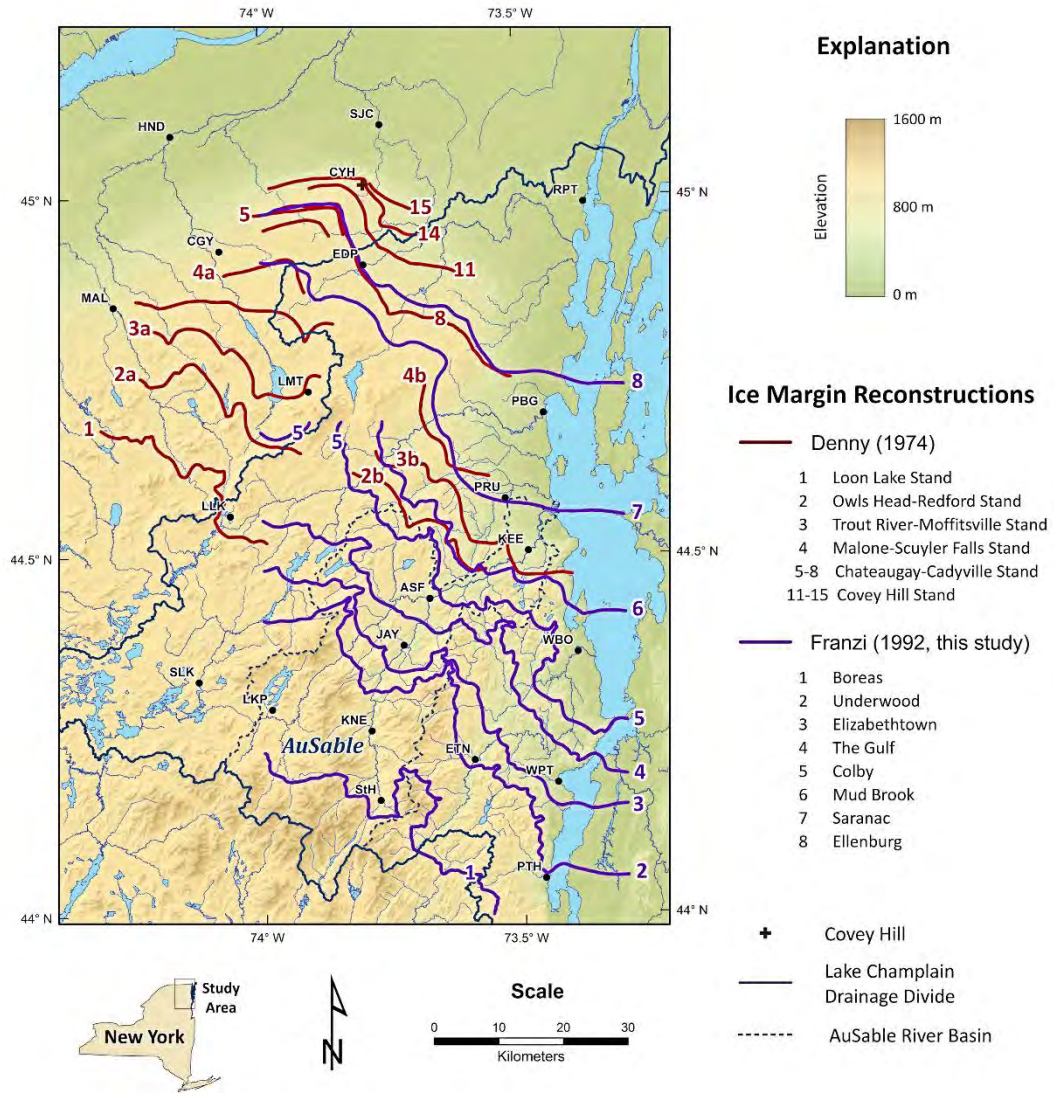 74° W
73.5° W
Explanation
SJC
HND
CYH
1600 m
RPT
45° N
45° N
15
5
14
Elevation
800 m
CGY
EDP
11
4a
0 m
MAL
8
3a
2a
LMT
4b
8
PBG
Ice Margin Reconstructions
1
5
5
3b
Denny (1974)
2b
PRU
1 Loon Lake Stand
LLK
7
2 Owls Head-Redford Stand
KEE
3 Trout River-Moffitsville Stand
44.5° N
44.5° N
4 Malone-Scuyler Falls Stand
5-8 Chateaugay-Cadyville Stand
ASF
11-15 Covey Hill Stand
6
JAY
WBO
Franzi (1992, this study)
SLK
1 Boreas
LKP
5
2 Underwood
KNE
3 Elizabethtown
AuSable
ETN
4 The Gulf
4
WPT
5 Colby
StH
3
6 Mud Brook
7 Saranac
8 Ellenburg
PTH
2
1
44° N
44° N
Covey Hill
74° W
73.5° W
Lake Champlain
Drainage Divide
Study
Area
Scale
New York
0 10 20 30
AuSable River Basin
N
Kilometers